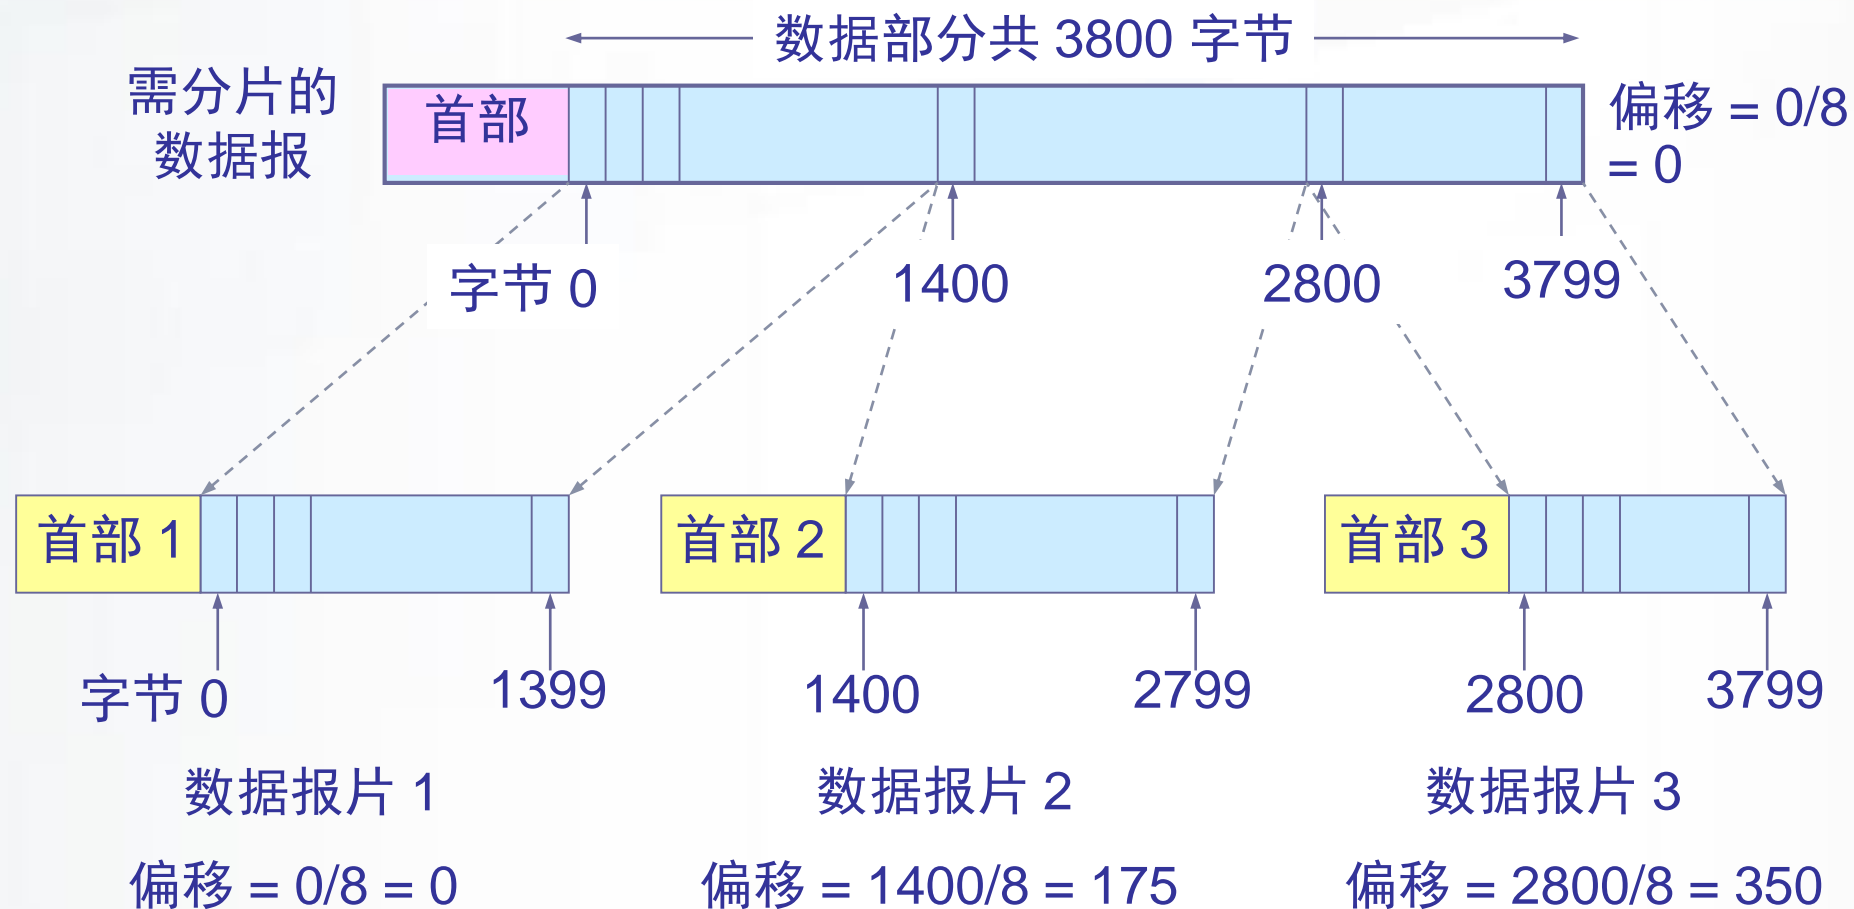 数据部分共 3800 字节
需分片的
数据报
首部
偏移 = 0/8
= 0
字节 0
1400
2800
3799
首部 1
首部 2
首部 3
字节 0
1399
1400
2799
2800
3799
数据报片 1
数据报片 2
数据报片 3
偏移 = 0/8 = 0
偏移 = 1400/8 = 175
偏移 = 2800/8 = 350